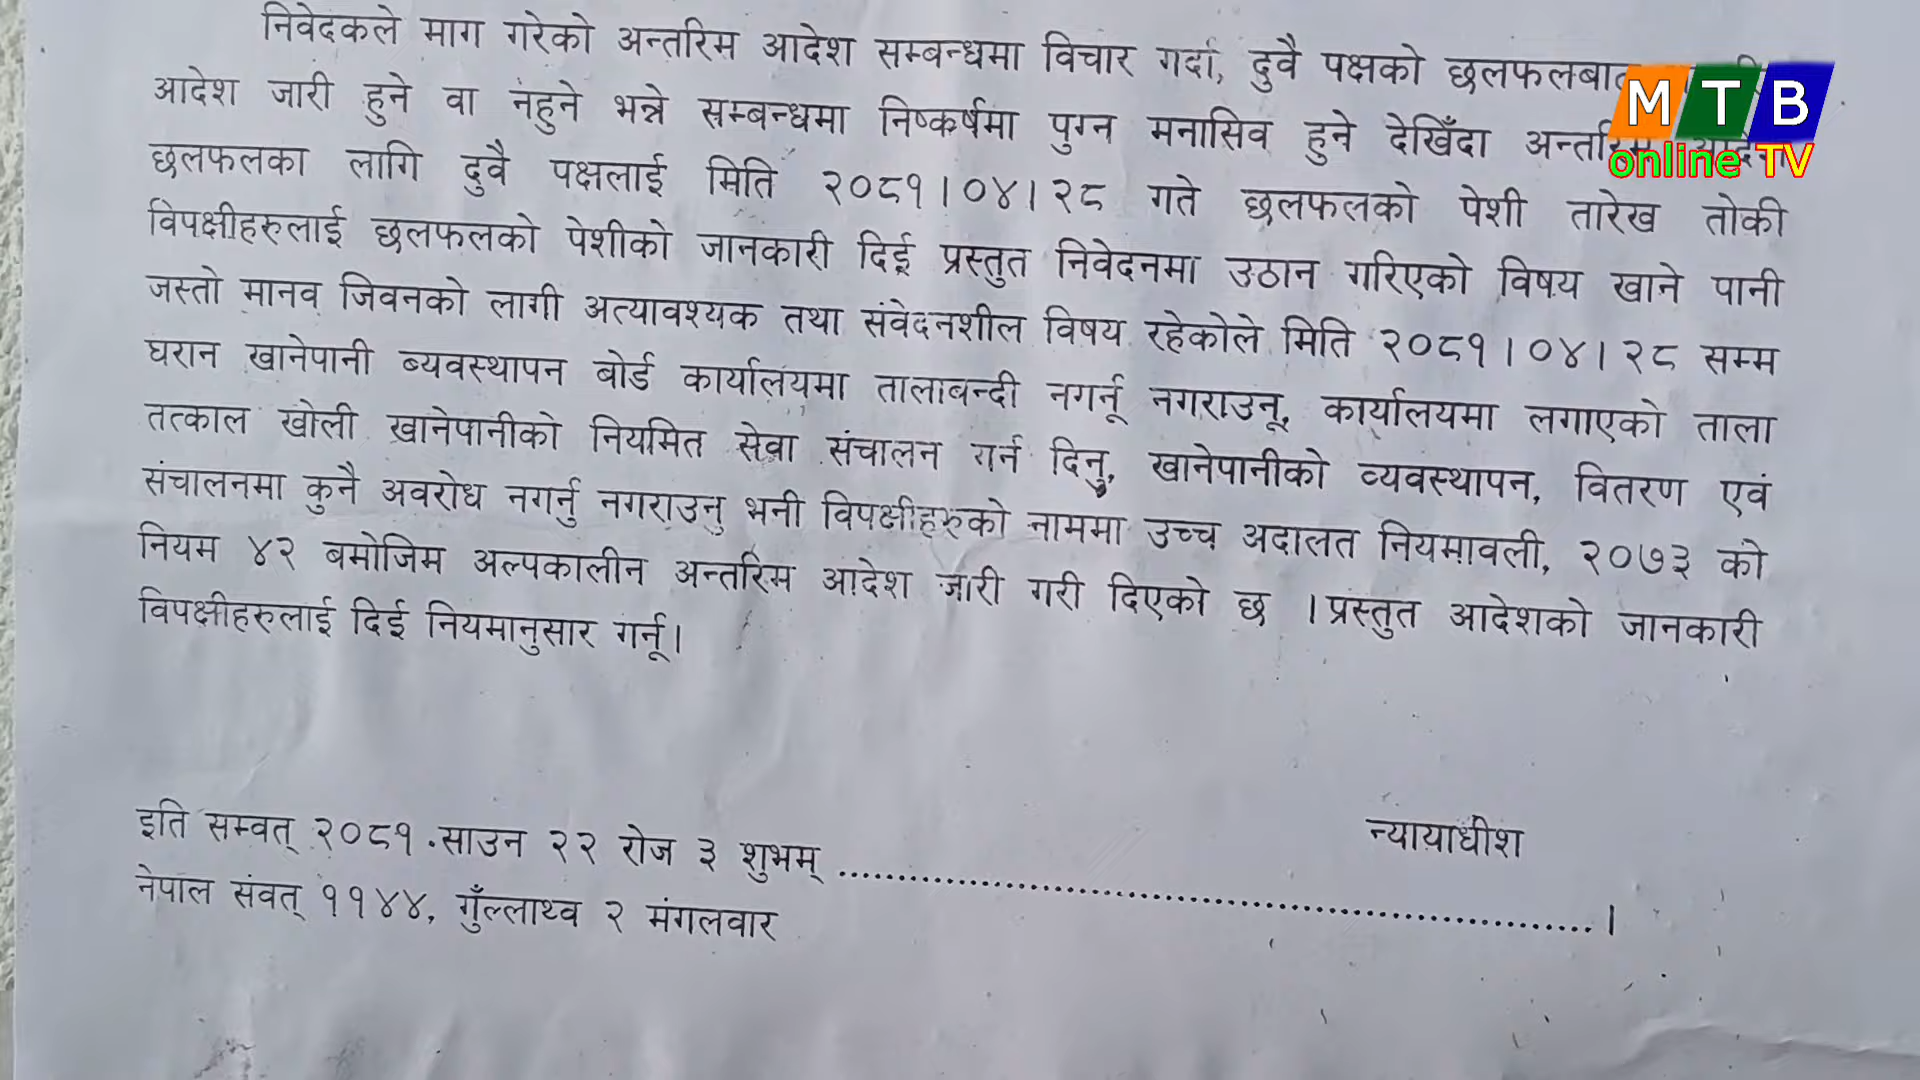 निवेदकले माग गरेको अन्तरिम आदेश सम्बन्धमा विचार गर्दा, दुवै पक्षको छलफलबाट
आदेश जारी हुने वा नहुने भन्ने सम्बन्धमा निष्कर्षमा पुग्न मनासिव हुने देखिँदा अन्तरिम आदेश
छलफलका लागि दुवै पक्षलाई मिति २०८१।०४।२८ गते छलफलको पेशी तारेख तोकी
विपक्षीहरुलाई छलफलको पेशीको जानकारी दिई प्रस्तुत निवेदनमा उठान गरिएको विषय खाने पानी
जस्तो मानव जिवनको लागी अत्यावश्यक तथा संवेदनशील विषय रहेकोले मिति २०८१।०४।२८ सम्म
धरान खानेपानी ब्यवस्थापन बोर्ड कार्यालयमा तालाबन्दी नगर्नू नगराउनू, कार्यालयमा लगाएको ताला
तत्काल खोली खानेपानीको नियमित सेवा संचालन गर्न दिनु, खानेपानीको व्यवस्थापन, वितरण एवं
संचालनमा कुनै अवरोध नगर्नु नगराउनु भनी विपक्षीहरुको नाममा उच्च अदालत नियमावली, २०७३ को
नियम ४२ बमोजिम अल्पकालीन अन्तरिम आदेश जारी गरी दिएको छ । प्रस्तुत आदेशको जानकारी
विपक्षीहरुलाई दिई नियमानुसार गर्नू।
न्यायाधीश
इति सम्वत् २०८१ साउन २२ रोज ३ शुभम् ..........................................................................।
नेपाल संवत् ११४४, गुँल्लाथ्व २ मंगलवार
MTB
online TV